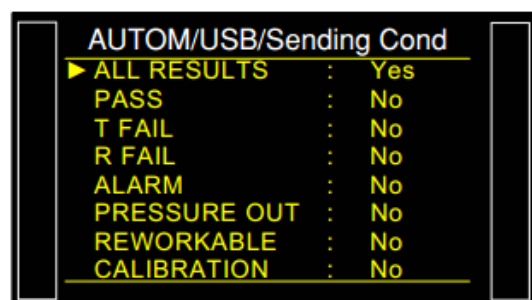 AUTOM/USB/Sending Cond
ALL RESULTS : Yes
PASS : No
T FAIL : No
R FAIL : No
ALARM : No
PRESSURE OUT : No
REWORKABLE : No
CALIBRATION : No